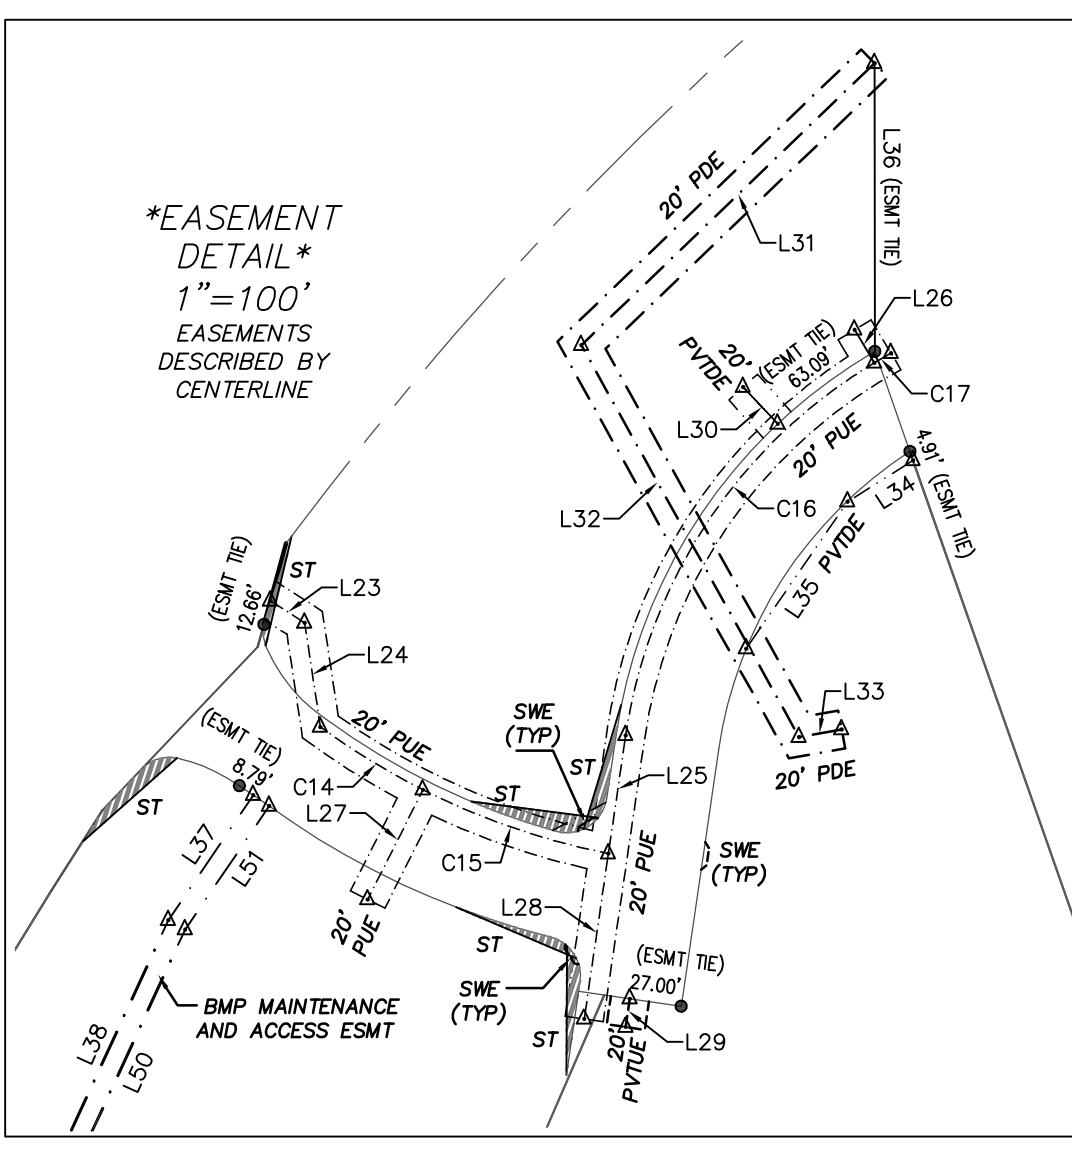 *EASEMENT
DETAIL*
1"=100'
EASEMENTS
DESCRIBED BY
CENTERLINE
20' PDE
L31
L36 (ESMT TIE)
L26
(ESMT TIE)
63.09'
20'
PVTDE
L30
C17
20' PUE
4.91' (ESMT TIE)
L34
C16
L32
L35 PVTDE
(ESMT TIE)
12.66'
ST
L23
L24
L33
20' PDE
(ESMT TIE)
8.79'
20' PUE
SWE
(TYP)
ST
L25
ST
C14
L27
C15
ST
L37
L51
20' PUE
SWE
(TYP)
20'
PUE
L28
ST
(ESMT TIE)
27.00'
SWE
(TYP)
BMP MAINTENANCE
AND ACCESS ESMT
ST
20'
PVTUE
L29
L38
L50